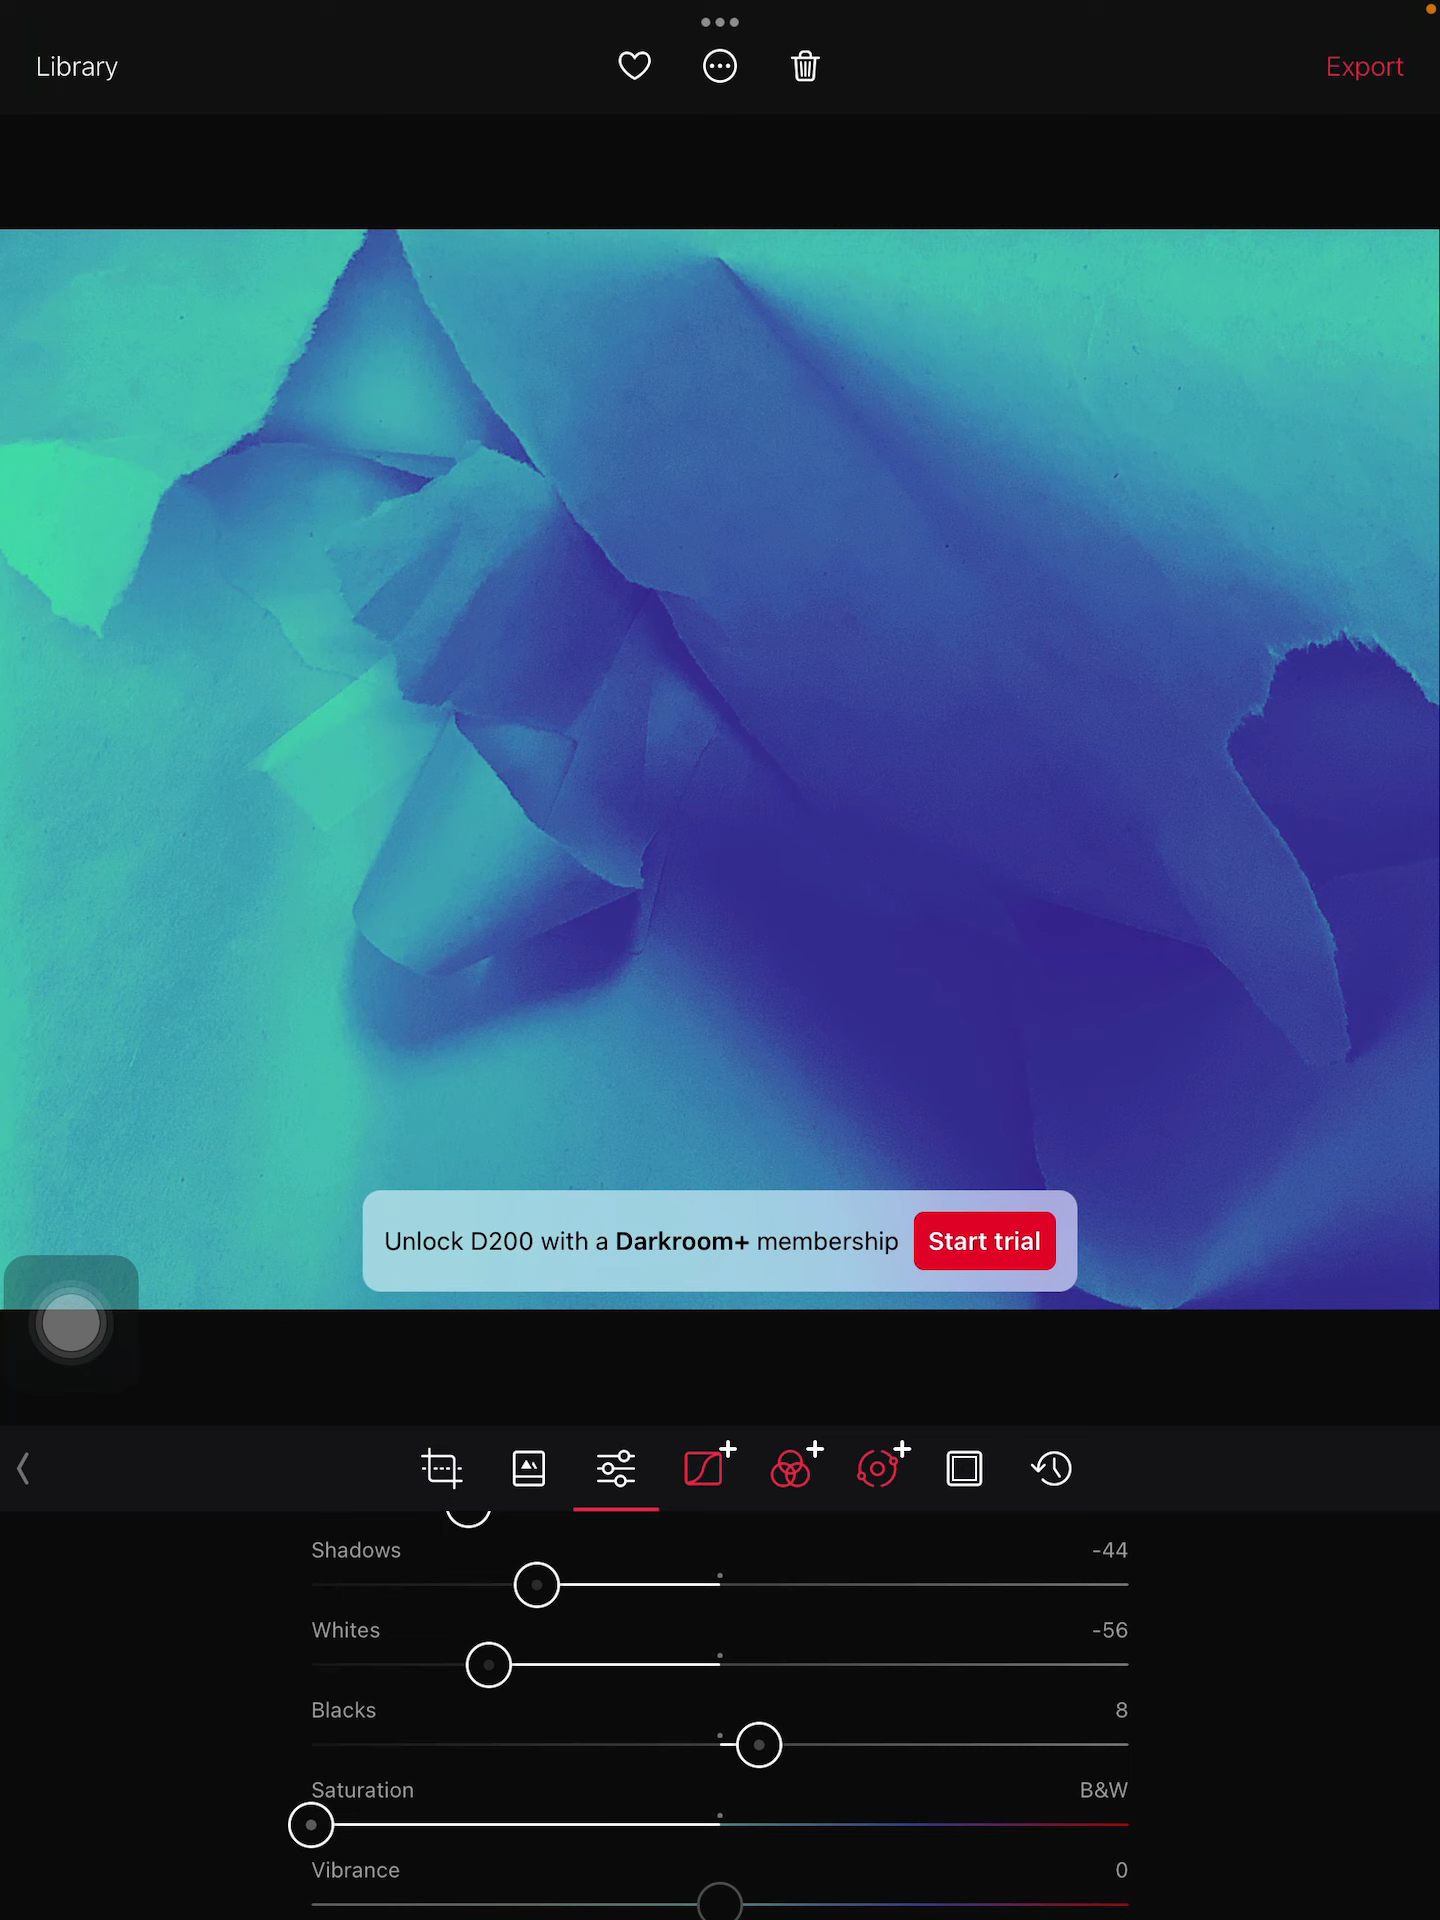 Library
Export
Unlock D200 with a Darkroom+ membership
Start trial
Shadows -44
Whites -56
Blacks 8
Saturation B&W
Vibrance 0